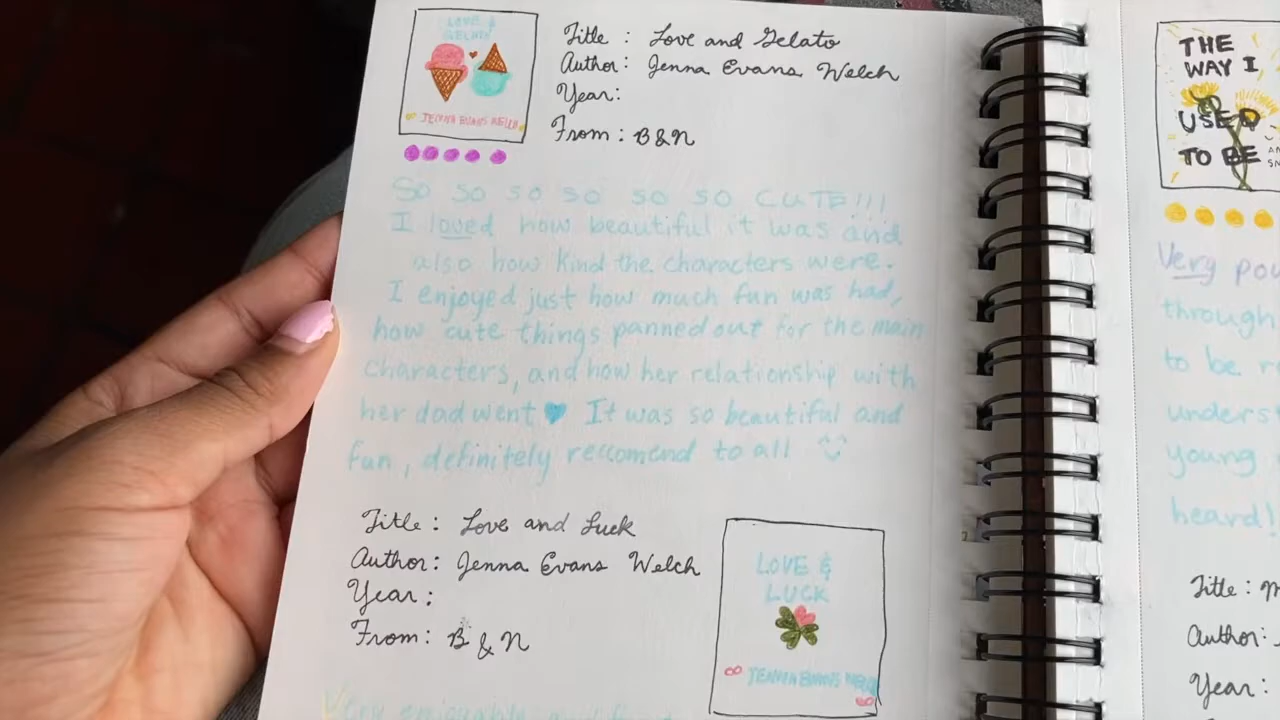 LOVE &
GELATO
JENNA EVANS WELCH
Title : Love and Gelato
Author: Jenna Evans Welch
Year:
From: B&N
So so so so so so CUTE!!!
I loved how beautiful it was and
also how kind the characters were.
I enjoyed just how much fun was had,
how cute things panned out for the main
characters, and how her relationship with
her dad went ♥ It was so beautiful and
fun, definitely reccomend to all
Title : Love and Luck
Author: Jenna Evans Welch
Year:
From: B & N
LOVE &
LUCK
JENNA EVANS WELCH
Very enjoyable and
THE
WAY I
USED
TO BE
Very pow
through
to be r
unders
young
heard!
Title : M
Author:
Year: